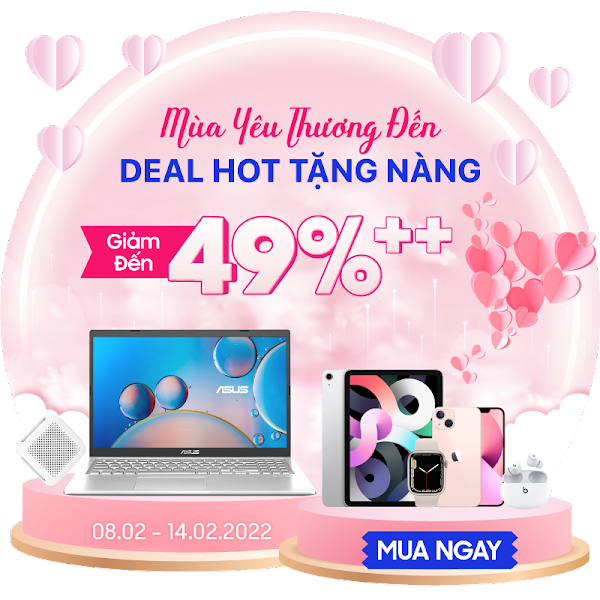 Mùa Yêu Thương Đến
DEAL HOT TẶNG NÀNG
Giảm
Đến
49%++
ASUS
ASUS
08.02 - 14.02.2022
MUA NGAY